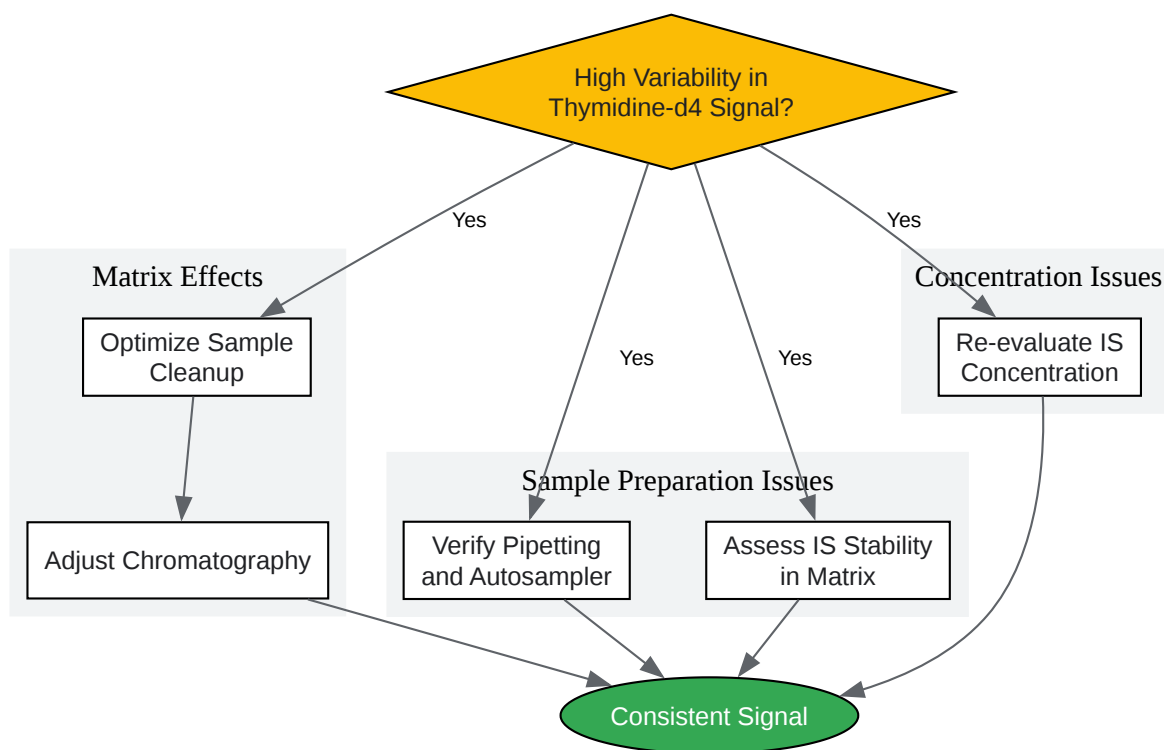 High Variability in
Thymidine-d4 Signal?
Yes
Yes
Matrix Effects
Concentration Issues
Optimize Sample
Cleanup
Yes
Yes
Re-evaluate IS
Concentration
Sample Preparation Issues
Adjust Chromatography
Verify Pipetting
and Autosampler
Assess IS Stability
in Matrix
Consistent Signal